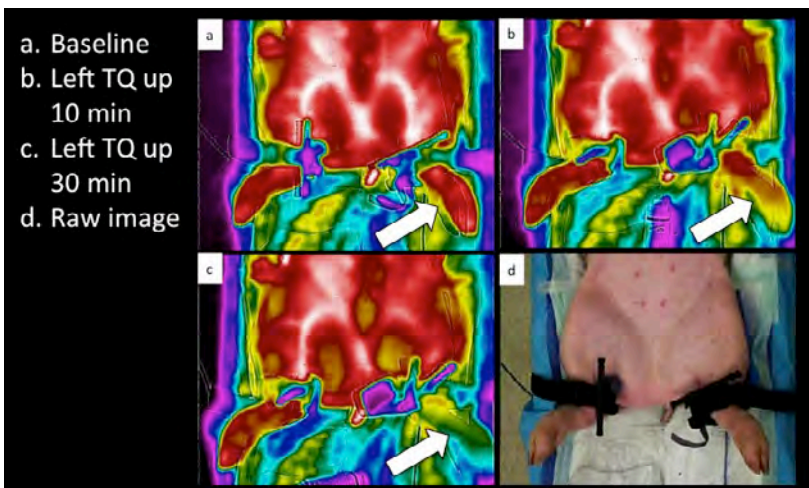 a. Baseline
b. Left TQ up
10 min
c. Left TQ up
30 min
d. Raw image
a
b
c
d